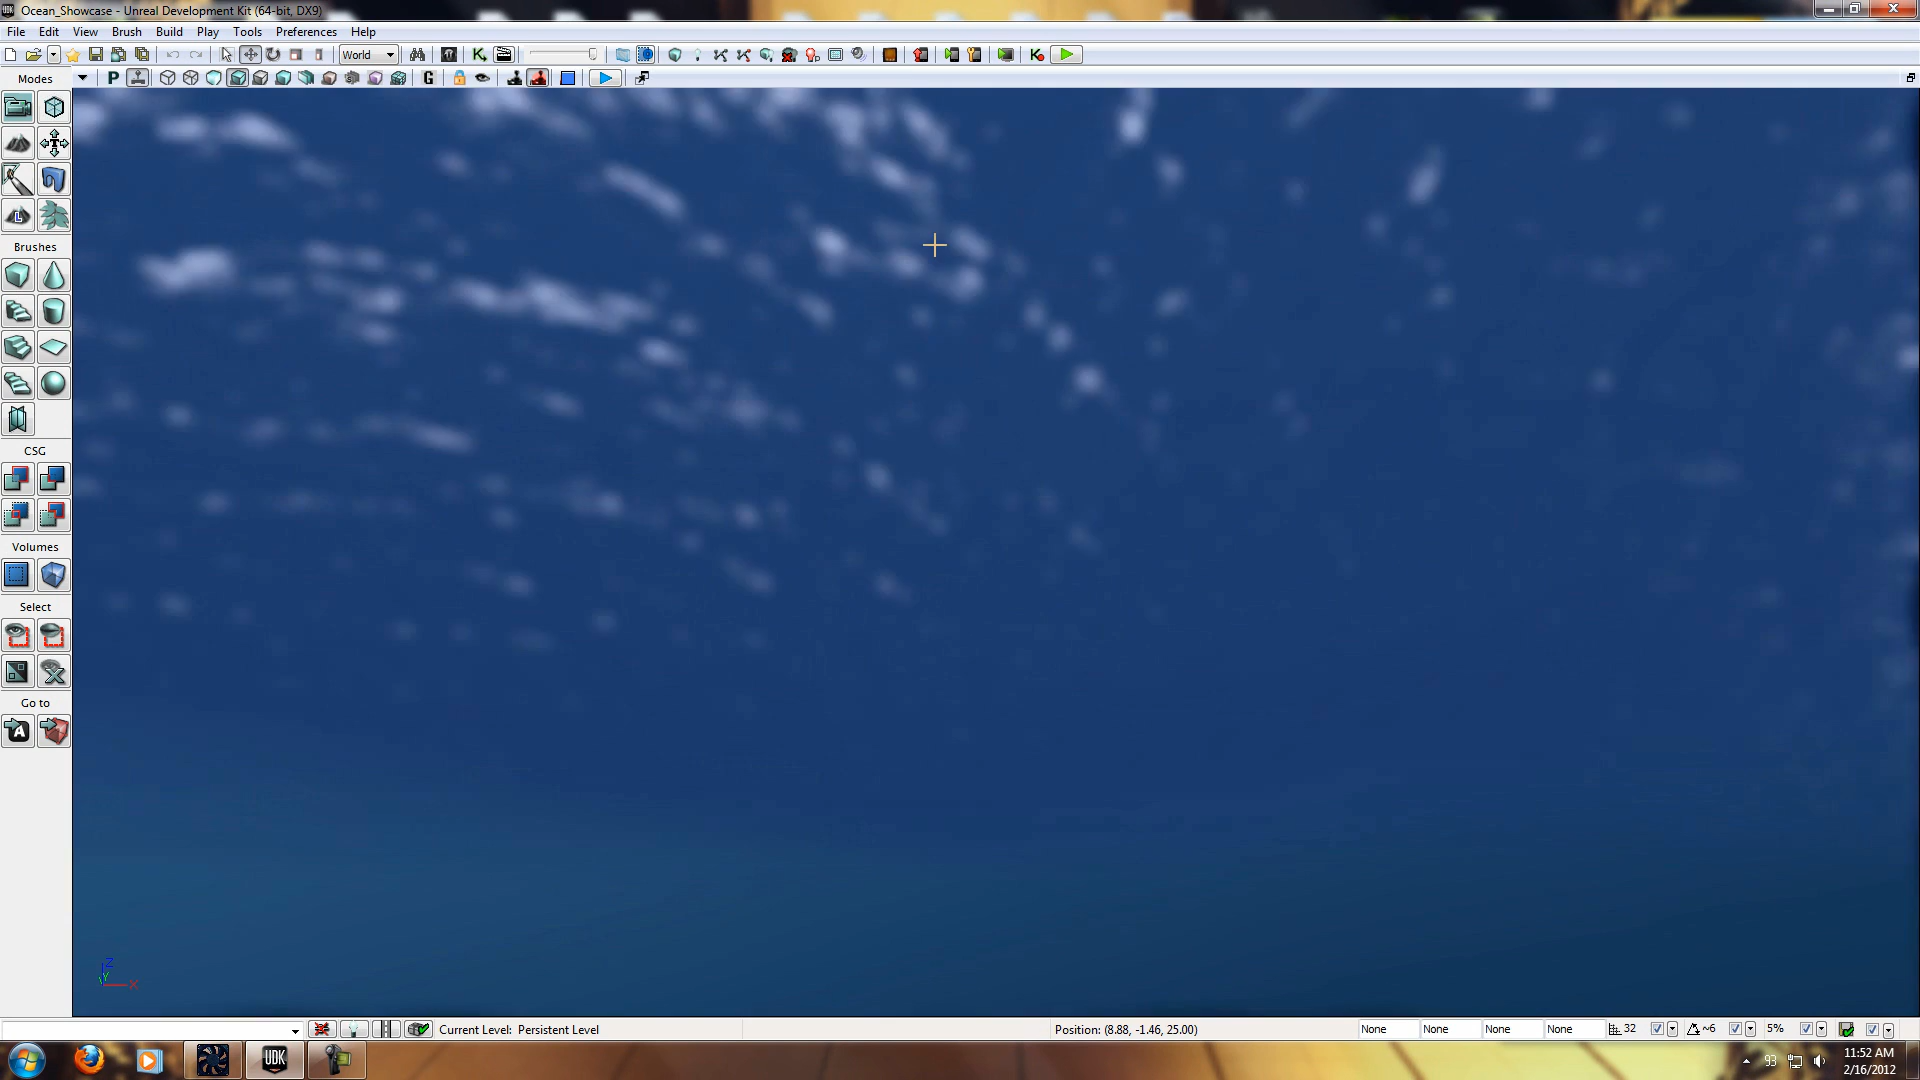 Ocean_Showcase - Unreal Development Kit (64-bit, DX9)
File Edit View Brush Build Play Tools Preferences Help
World
Modes
P G
Brushes
CSG
Volumes
Select
Go to
A
Z
Y
X
Current Level: Persistent Level Position: (8.88, -1.46, 25.00) None None None None 32 ~6 5%
UDK
93
11:52 AM
2/16/2012